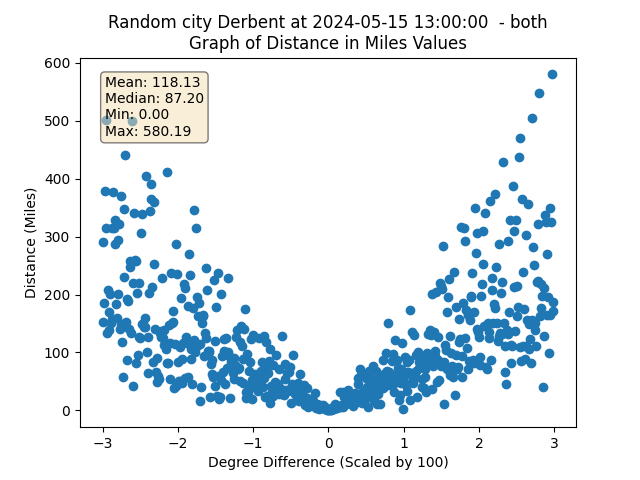 Random city Derbent at 2024-05-15 13:00:00  - both
Graph of Distance in Miles Values
600
500
400
300
200
100
0
Distance (Miles)
Mean: 118.13
Median: 87.20
Min: 0.00
Max: 580.19
−3
−2
−1
0
1
2
3
Degree Difference (Scaled by 100)